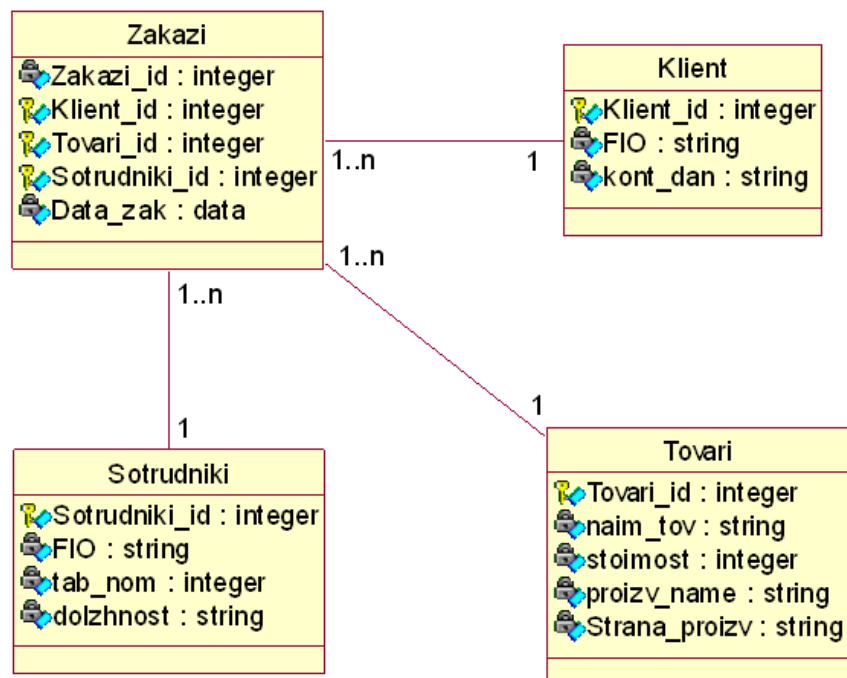 Zakazi
Zakazi_id : integer
Klient_id : integer
Tovari_id : integer
Sotrudniki_id : integer
Data_zak : data
Klient
Klient_id : integer
FIO : string
kont_dan : string
1..n
1
1..n
1..n
1
1
Sotrudniki
Sotrudniki_id : integer
FIO : string
tab_nom : integer
dolzhnost : string
Tovari
Tovari_id : integer
naim_tov : string
stoimost : integer
proizv_name : string
Strana_proizv : string